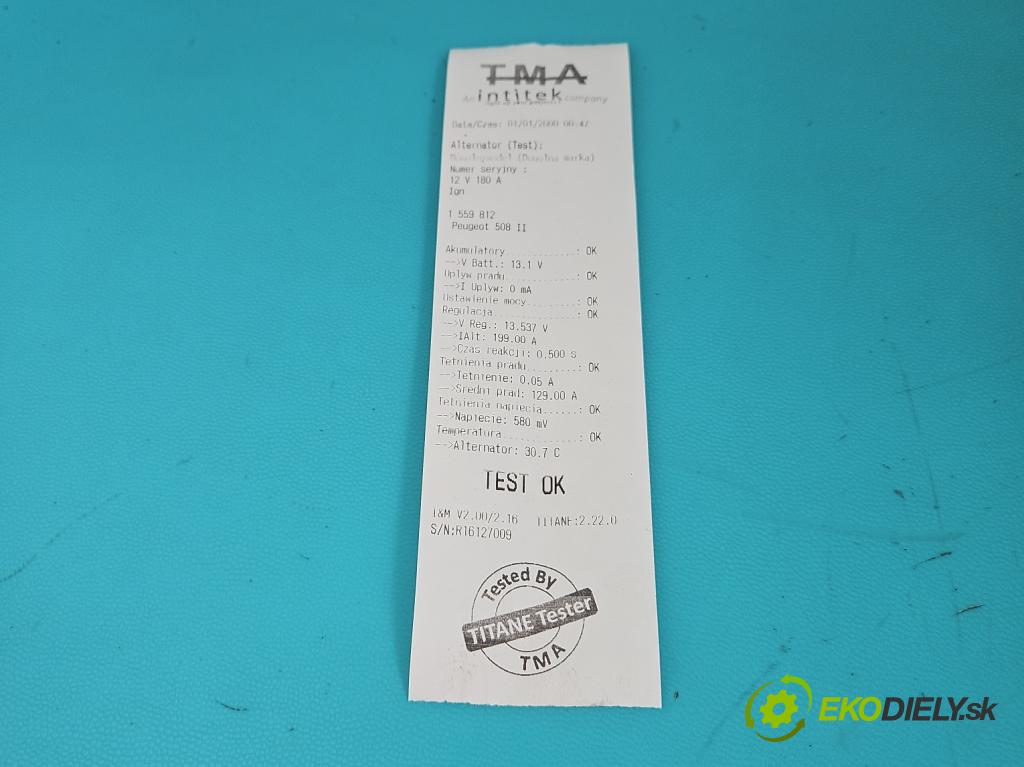 TMA
An intitek company
Data/Czas: 01/01/2000 00:47
Alternator (Test):
(Dowolna marka)
Numer seryjny :
12 V 180 A
Ign
1 559 812
Peugeot 508 II
Akumulatory............: OK
-->V Batt.: 13.1 V
Uplyw pradu............: OK
-->I Uplyw: 0 mA
Ustawienie mocy........: OK
Regulacja..............: OK
-->V Reg.: 13.537 V
-->IAlt: 199.00 A
-->Czas reakcji: 0.500 s
Tetnienia pradu........: OK
-->Tetnienie: 0.05 A
-->Sredni prad: 129.00 A
Tetnienia napiecia......: OK
-->Napiecie: 580 mV
Temperatura............: OK
-->Alternator: 30.7 C
TEST OK
I&M V2.00/2.16 TITANE:2.22.0
S/N:R16127009
Tested By
TITANE Tester
TMA
EKODIELY.sk